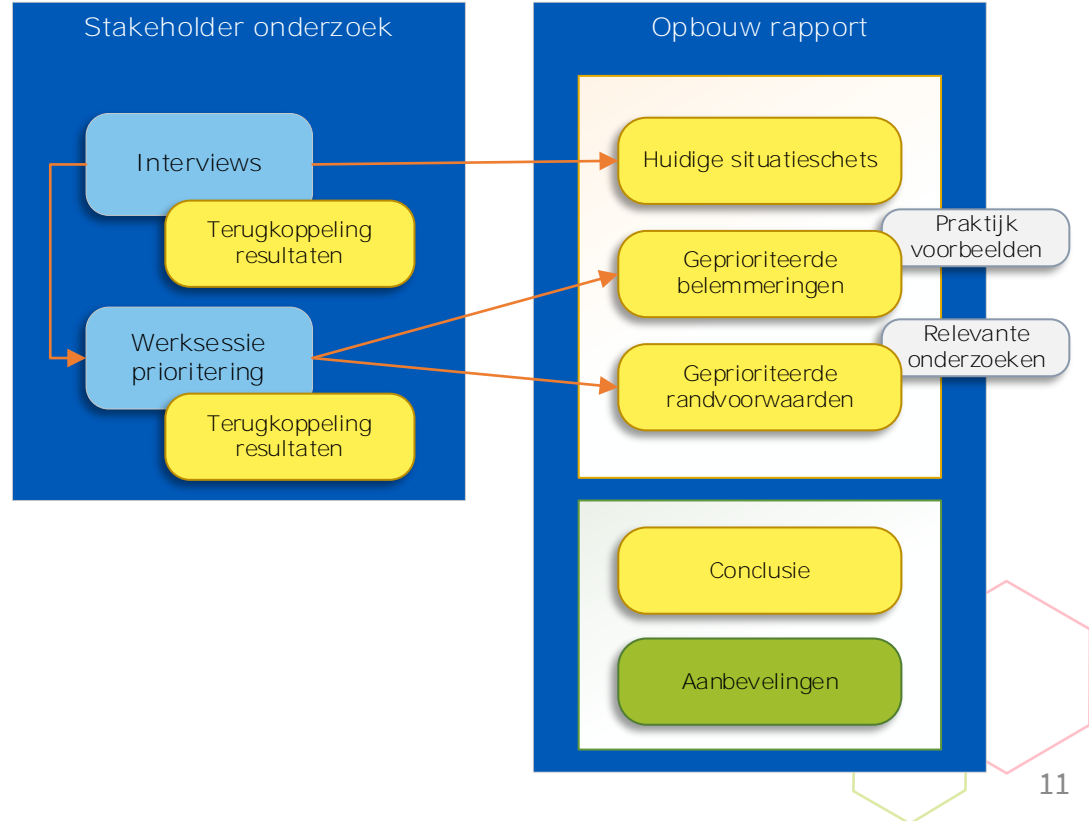 Stakeholder onderzoek
Interviews
Terugkoppeling
resultaten
Werksessie
prioritering
Terugkoppeling
resultaten
Opbouw rapport
Huidige situatieschets
Praktijk
voorbeelden
Geprioriteerde
belemmeringen
Relevante
onderzoeken
Geprioriteerde
randvoorwaarden
Conclusie
Aanbevelingen
11